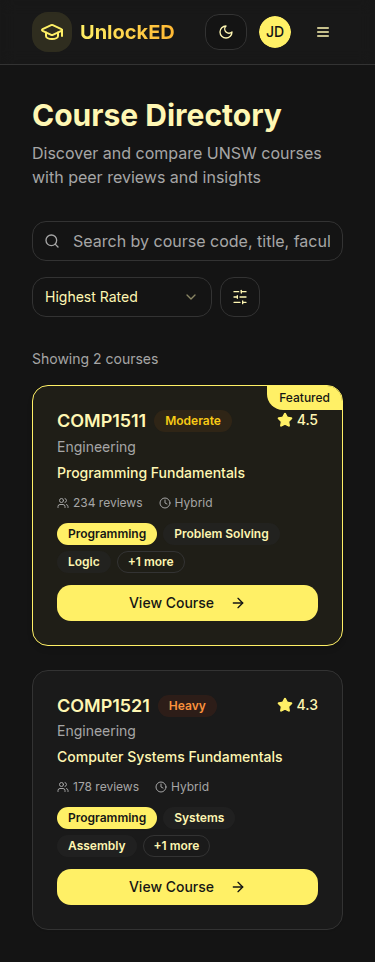 UnlockED
JD
Course Directory
Discover and compare UNSW courses
with peer reviews and insights
Search by course code, title, facul
Highest Rated
Showing 2 courses
Featured
COMP1511 Moderate 4.5
Engineering
Programming Fundamentals
234 reviews Hybrid
Programming Problem Solving
Logic +1 more
View Course
COMP1521 Heavy 4.3
Engineering
Computer Systems Fundamentals
178 reviews Hybrid
Programming Systems
Assembly +1 more
View Course